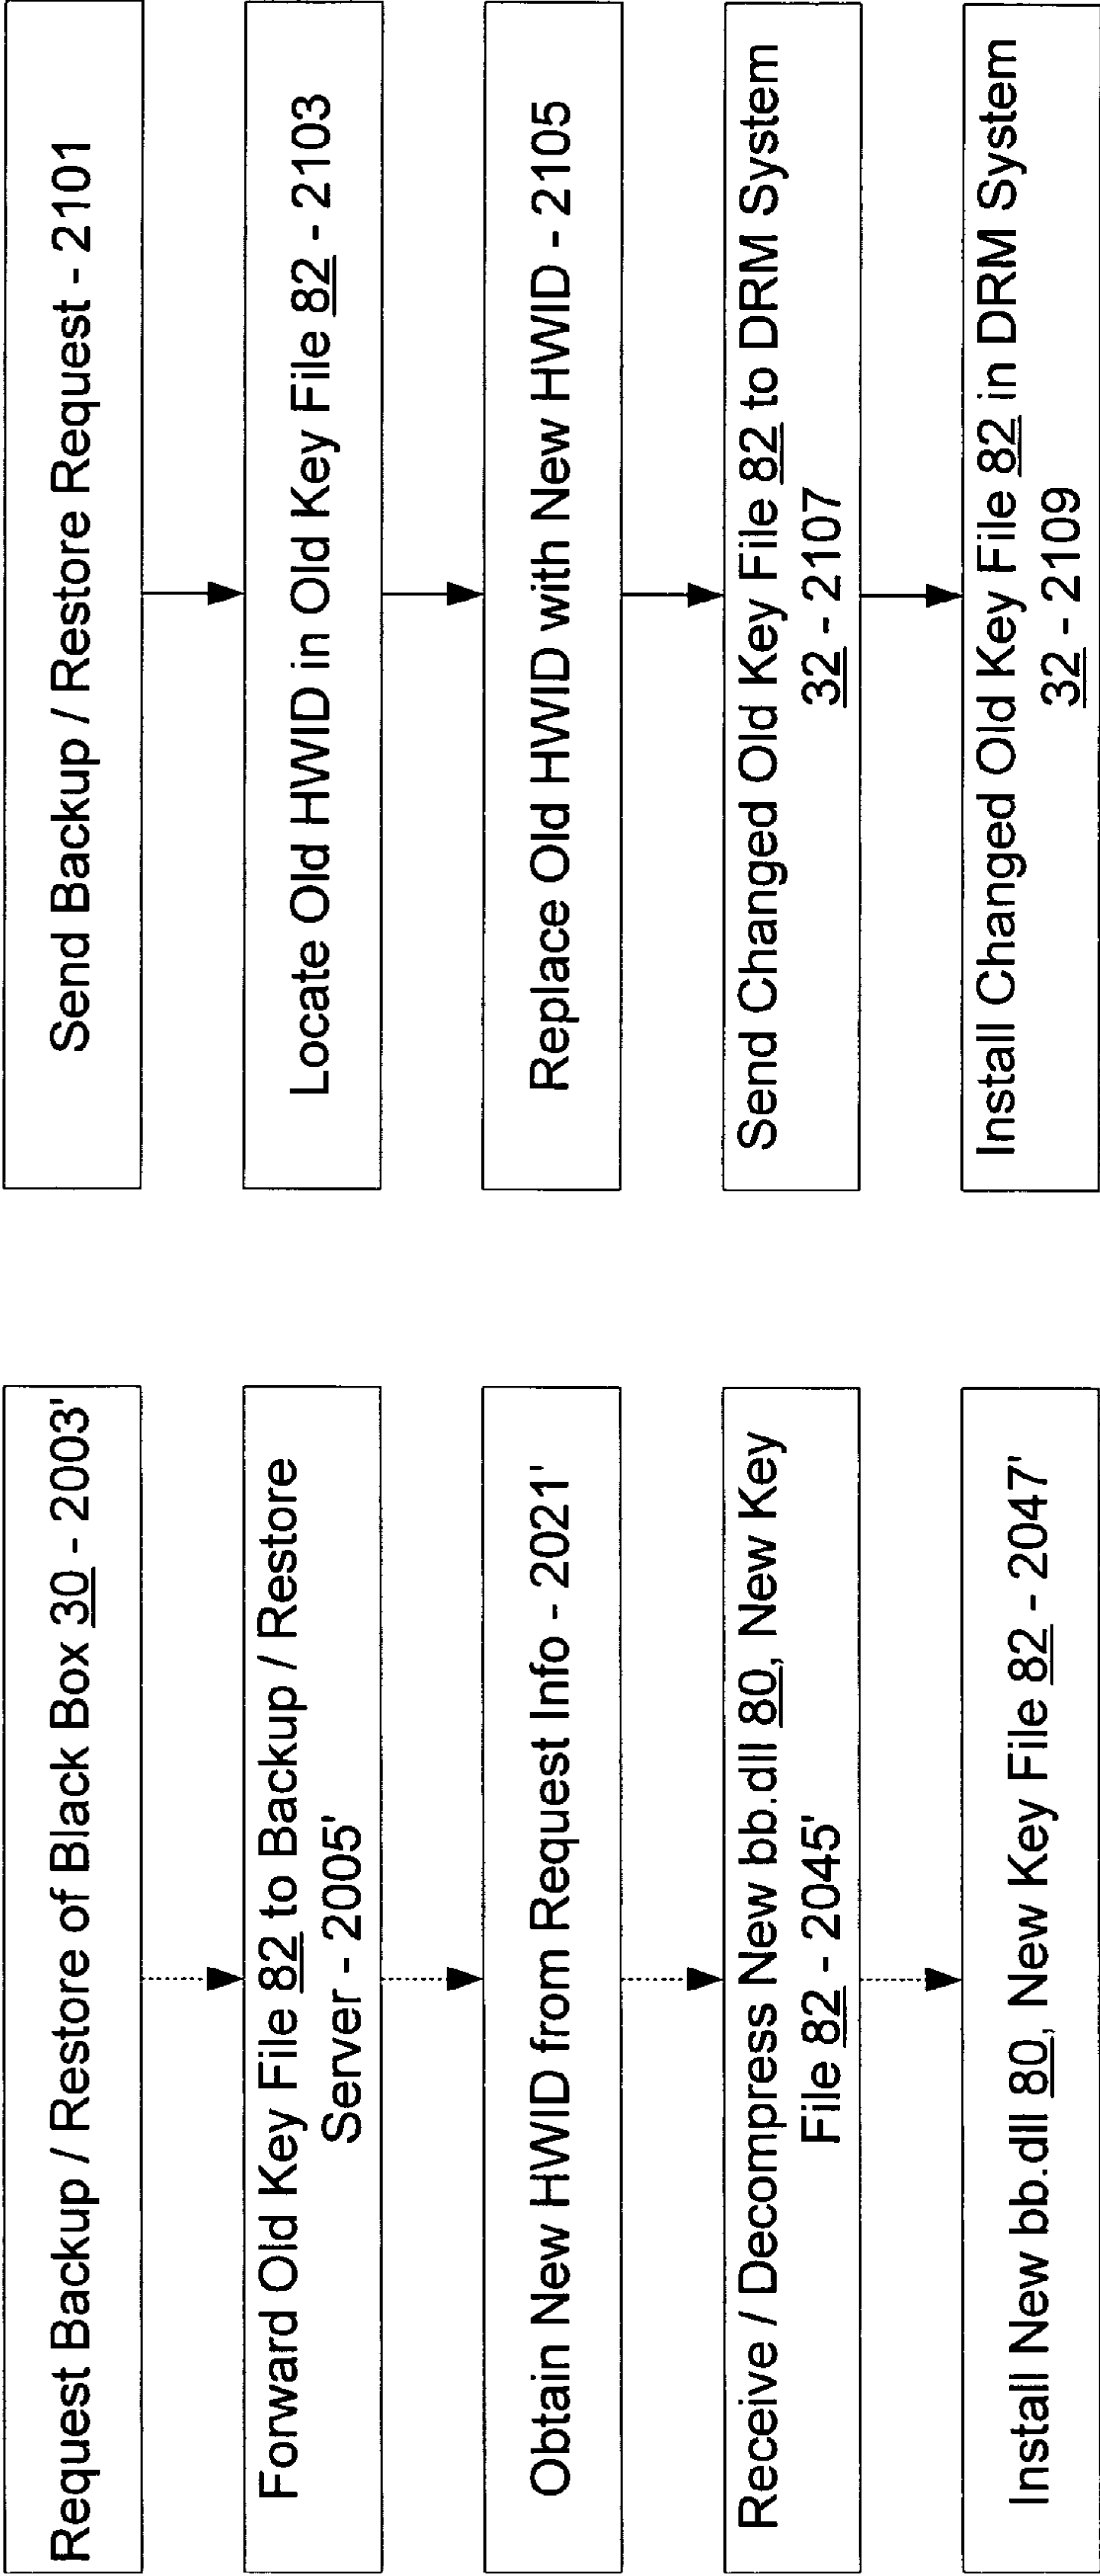 Request Backup / Restore of Black Box 30 - 2003'
Forward Old Key File 82 to Backup / Restore
Server - 2005'
Obtain New HWID from Request Info - 2021'
Receive / Decompress New bb.dll 80, New Key
File 82 - 2045'
Install New bb.dll 80, New Key File 82 - 2047'
Send Backup / Restore Request - 2101
Locate Old HWID in Old Key File 82 - 2103
Replace Old HWID with New HWID - 2105
Send Changed Old Key File 82 to DRM System
32 - 2107
Install Changed Old Key File 82 in DRM System
32 - 2109